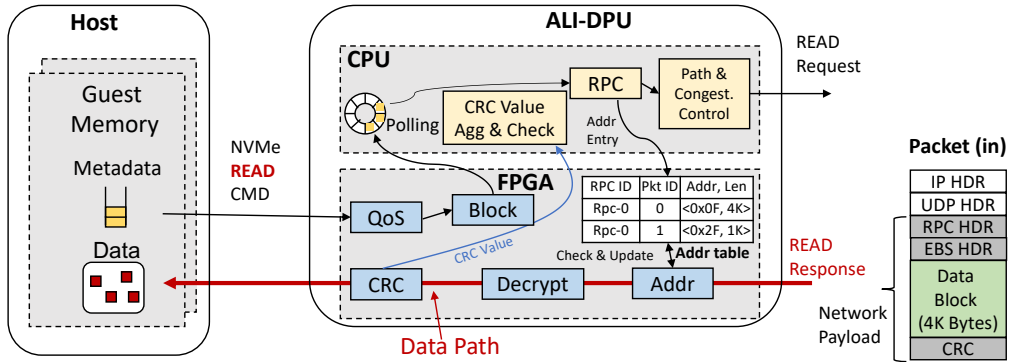 Host
Guest
Memory
Metadata
Data
NVMe
READ
CMD
ALI-DPU
CPU
Polling
CRC Value
Agg & Check
RPC
Path &
Congest.
Control
Addr
Entry
READ
Request
FPGA
QoS
Block
CRC Value
RPC ID Pkt ID Addr, Len
Rpc-0 0 <0x0F, 4K>
Rpc-0 1 <0x2F, 1K>
Check & Update
Addr table
CRC
Decrypt
Addr
READ
Response
Data Path
Packet (in)
IP HDR
UDP HDR
RPC HDR
EBS HDR
Data
Block
(4K Bytes)
CRC
Network
Payload